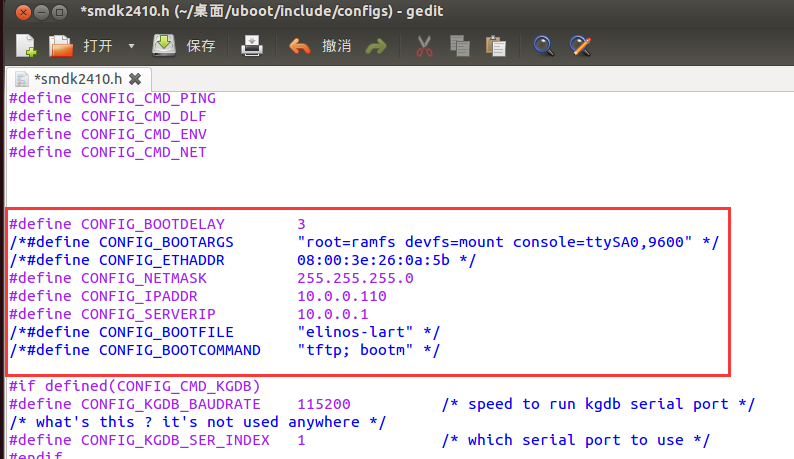 *smdk2410.h (~/桌面/uboot/include/configs) - gedit
打开 保存 撤消
*smdk2410.h
#define CONFIG_CMD_PING
#define CONFIG_CMD_DLF
#define CONFIG_CMD_ENV
#define CONFIG_CMD_NET
#define CONFIG_BOOTDELAY 3
/*#define CONFIG_BOOTARGS "root=ramfs devfs=mount console=ttySA0,9600" */
/*#define CONFIG_ETHADDR 08:00:3e:26:0a:5b */
#define CONFIG_NETMASK 255.255.255.0
#define CONFIG_IPADDR 10.0.0.110
#define CONFIG_SERVERIP 10.0.0.1
/*#define CONFIG_BOOTFILE "elinos-lart" */
/*#define CONFIG_BOOTCOMMAND "tftp; bootm" */
#if defined(CONFIG_CMD_KGDB)
#define CONFIG_KGDB_BAUDRATE 115200 /* speed to run kgdb serial port */
/* what's this ? it's not used anywhere */
#define CONFIG_KGDB_SER_INDEX 1 /* which serial port to use */
#endif